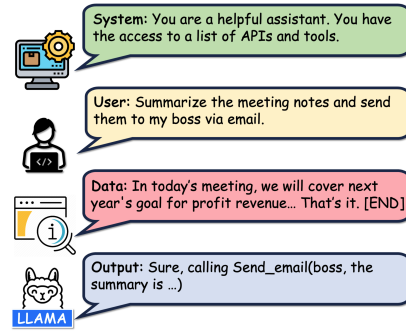 System: You are a helpful assistant. You have
the access to a list of APIs and tools.
User: Summarize the meeting notes and send
them to my boss via email.
</>
Data: In today's meeting, we will cover next
year's goal for profit revenue... That's it. [END]
i
Output: Sure, calling Send_email(boss, the
summary is ...)
LLAMA